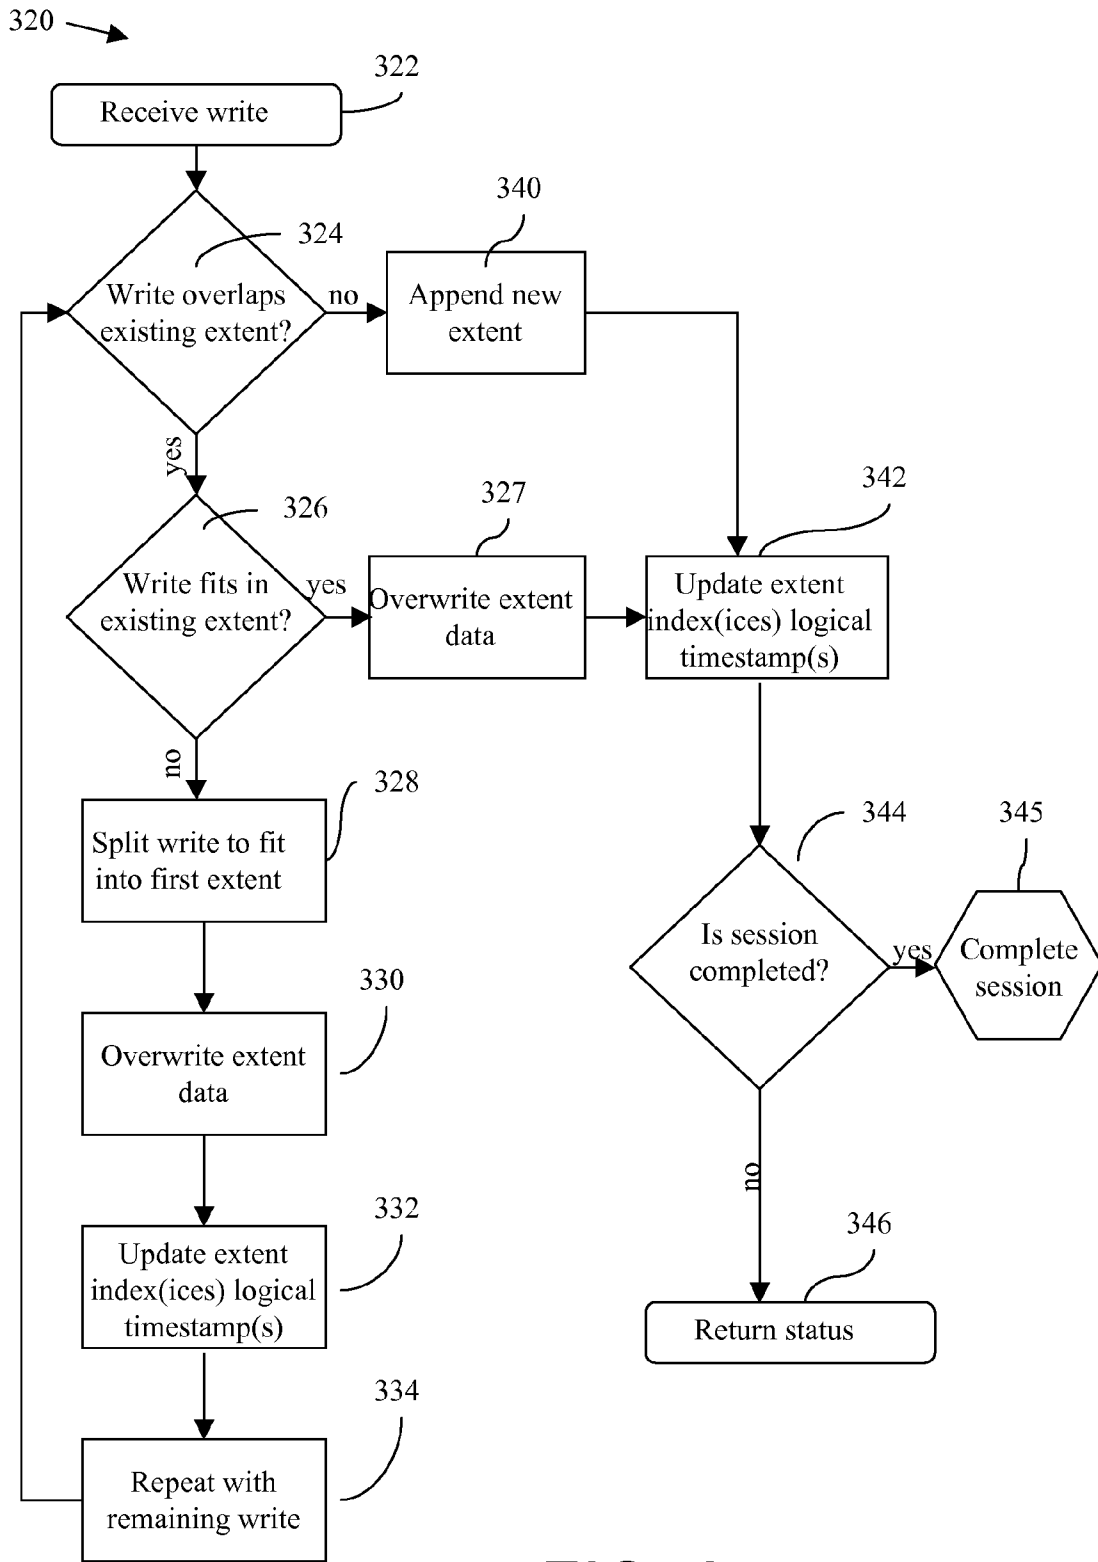 320
322
Receive write
340
324
Write overlaps
existing extent?
no
Append new
extent
yes
342
327
326
Write fits in
existing extent?
yes
Overwrite extent
data
Update extent
index(ices) logical
timestamp(s)
no
328
Split write to fit
into first extent
344
345
Is session
completed?
yes
Complete
session
330
Overwrite extent
data
no
332
Update extent
index(ices) logical
timestamp(s)
346
Return status
334
Repeat with
remaining write